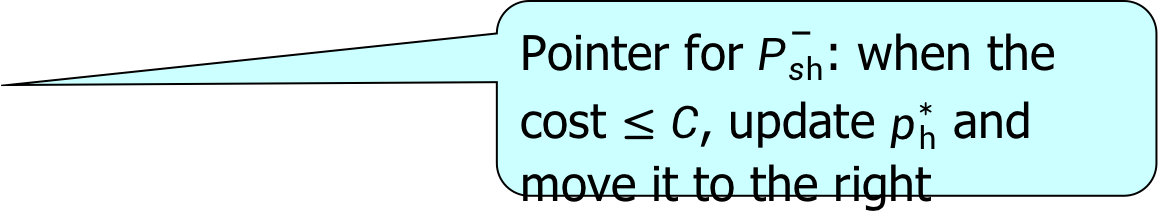 Pointer for P⁻ₛₕ: when the
cost ≤ C, update p*ₕ and
move it to the right